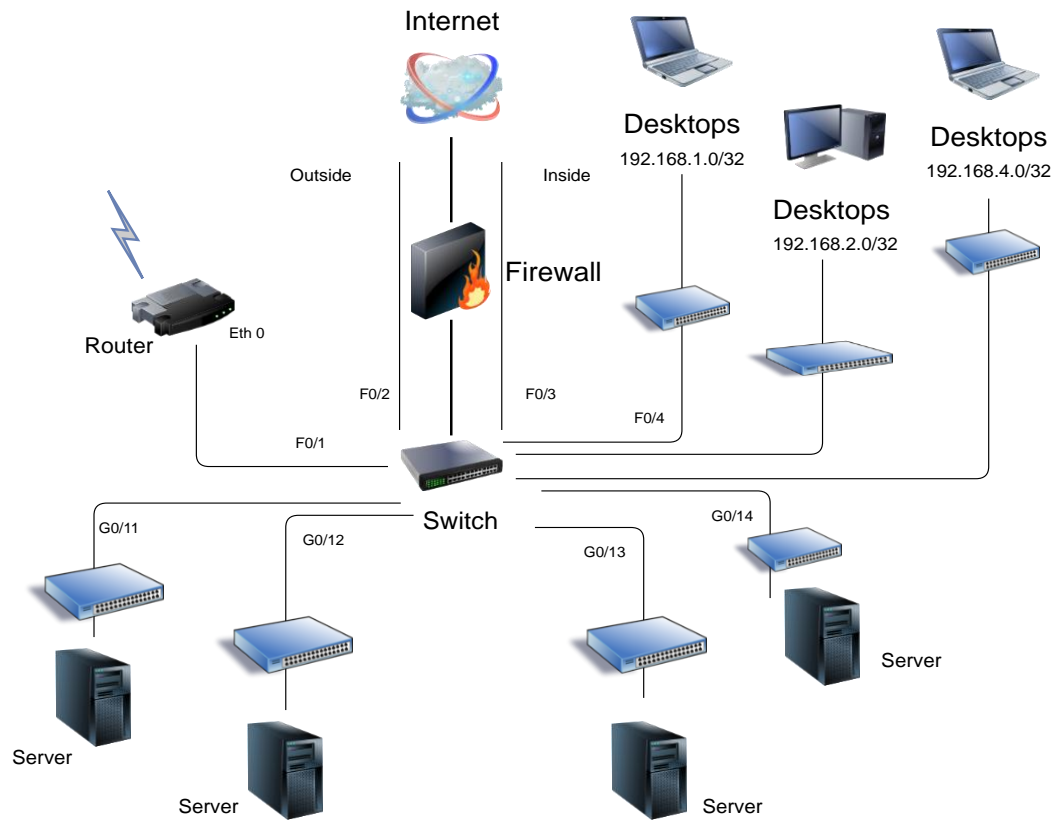 Internet
Desktops
192.168.1.0/32
Desktops
192.168.4.0/32
Outside
Inside
Desktops
192.168.2.0/32
Firewall
Router
Eth 0
F0/2
F0/3
F0/4
F0/1
Switch
G0/11
G0/12
G0/13
G0/14
Server
Server
Server
Server